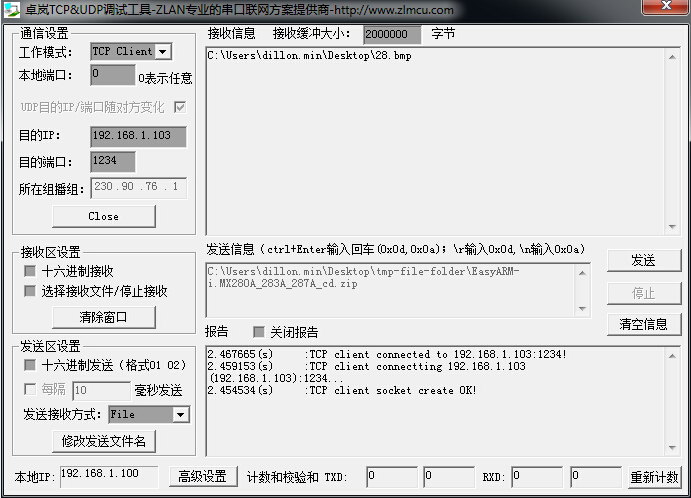 卓岚TCP&UDP调试工具-ZLAN专业的串口联网方案提供商-http://www.zlmcu.com
通信设置
工作模式: TCP Client
本地端口: 0 0表示任意
UDP目的IP/端口随对方变化
目的IP: 192.168.1.103
目的端口: 1234
所在组播组: 230 .90 .76 . 1
Close
接收信息 接收缓冲大小: 2000000 字节
C:\Users\dillon.min\Desktop\28.bmp
接收区设置
十六进制接收
选择接收文件/停止接收
清除窗口
发送信息(ctrl+Enter输入回车(0x0d,0x0a); \r输入0x0d,\n输入0x0a)
C:\Users\dillon.min\Desktop\tmp-file-folder\EasyARM-
i.MX280A_283A_287A_cd.zip
发送
停止
清空信息
报告 关闭报告
发送区设置
十六进制发送(格式01 02)
每隔 10 毫秒发送
发送接收方式: File
修改发送文件名
2.467665(s) :TCP client connected to 192.168.1.103:1234!
2.459153(s) :TCP client connectting 192.168.1.103
(192.168.1.103):1234...
2.454534(s) :TCP client socket create OK!
本地IP: 192.168.1.100 高级设置 计数和校验和 TXD: 0 0 RXD: 0 0 重新计数